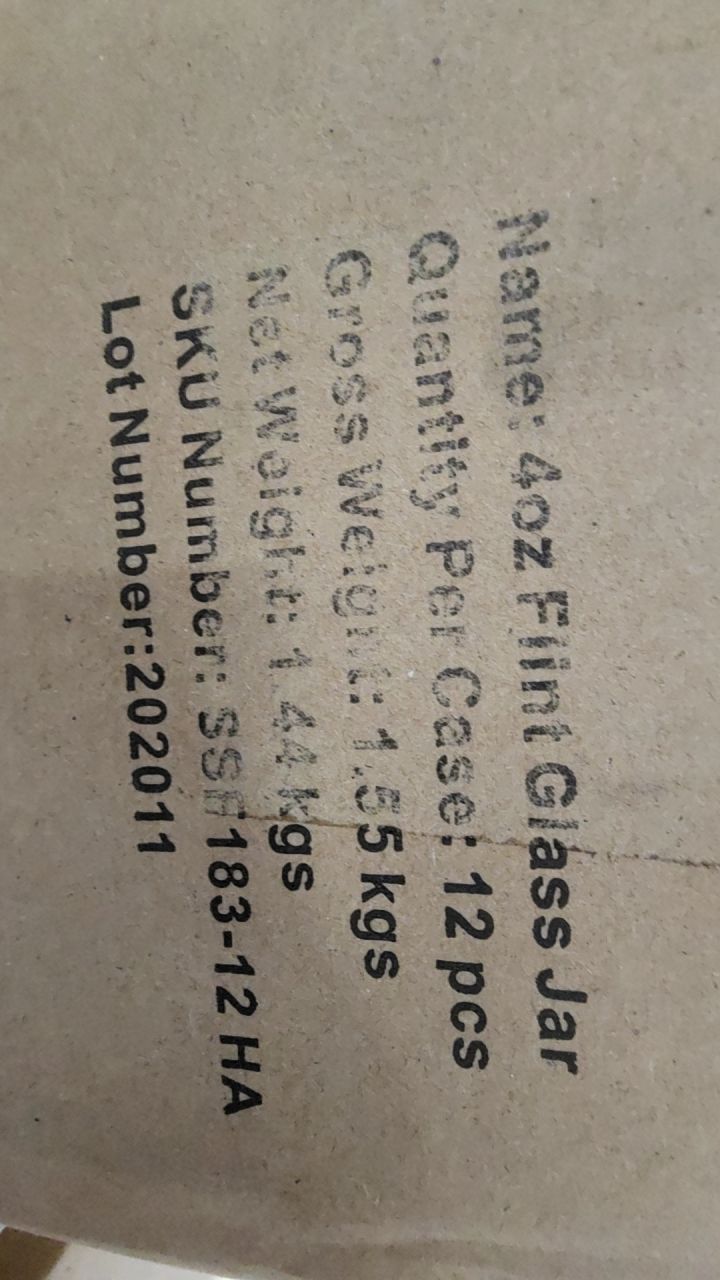 Name: 4oz Flint Glass Jar
Quantity Per Case: 12 pcs
Gross Weight: 1.55 kgs
Net Weight: 1.44 kgs
SKU Number: SSF183-12 HA
Lot Number:202011